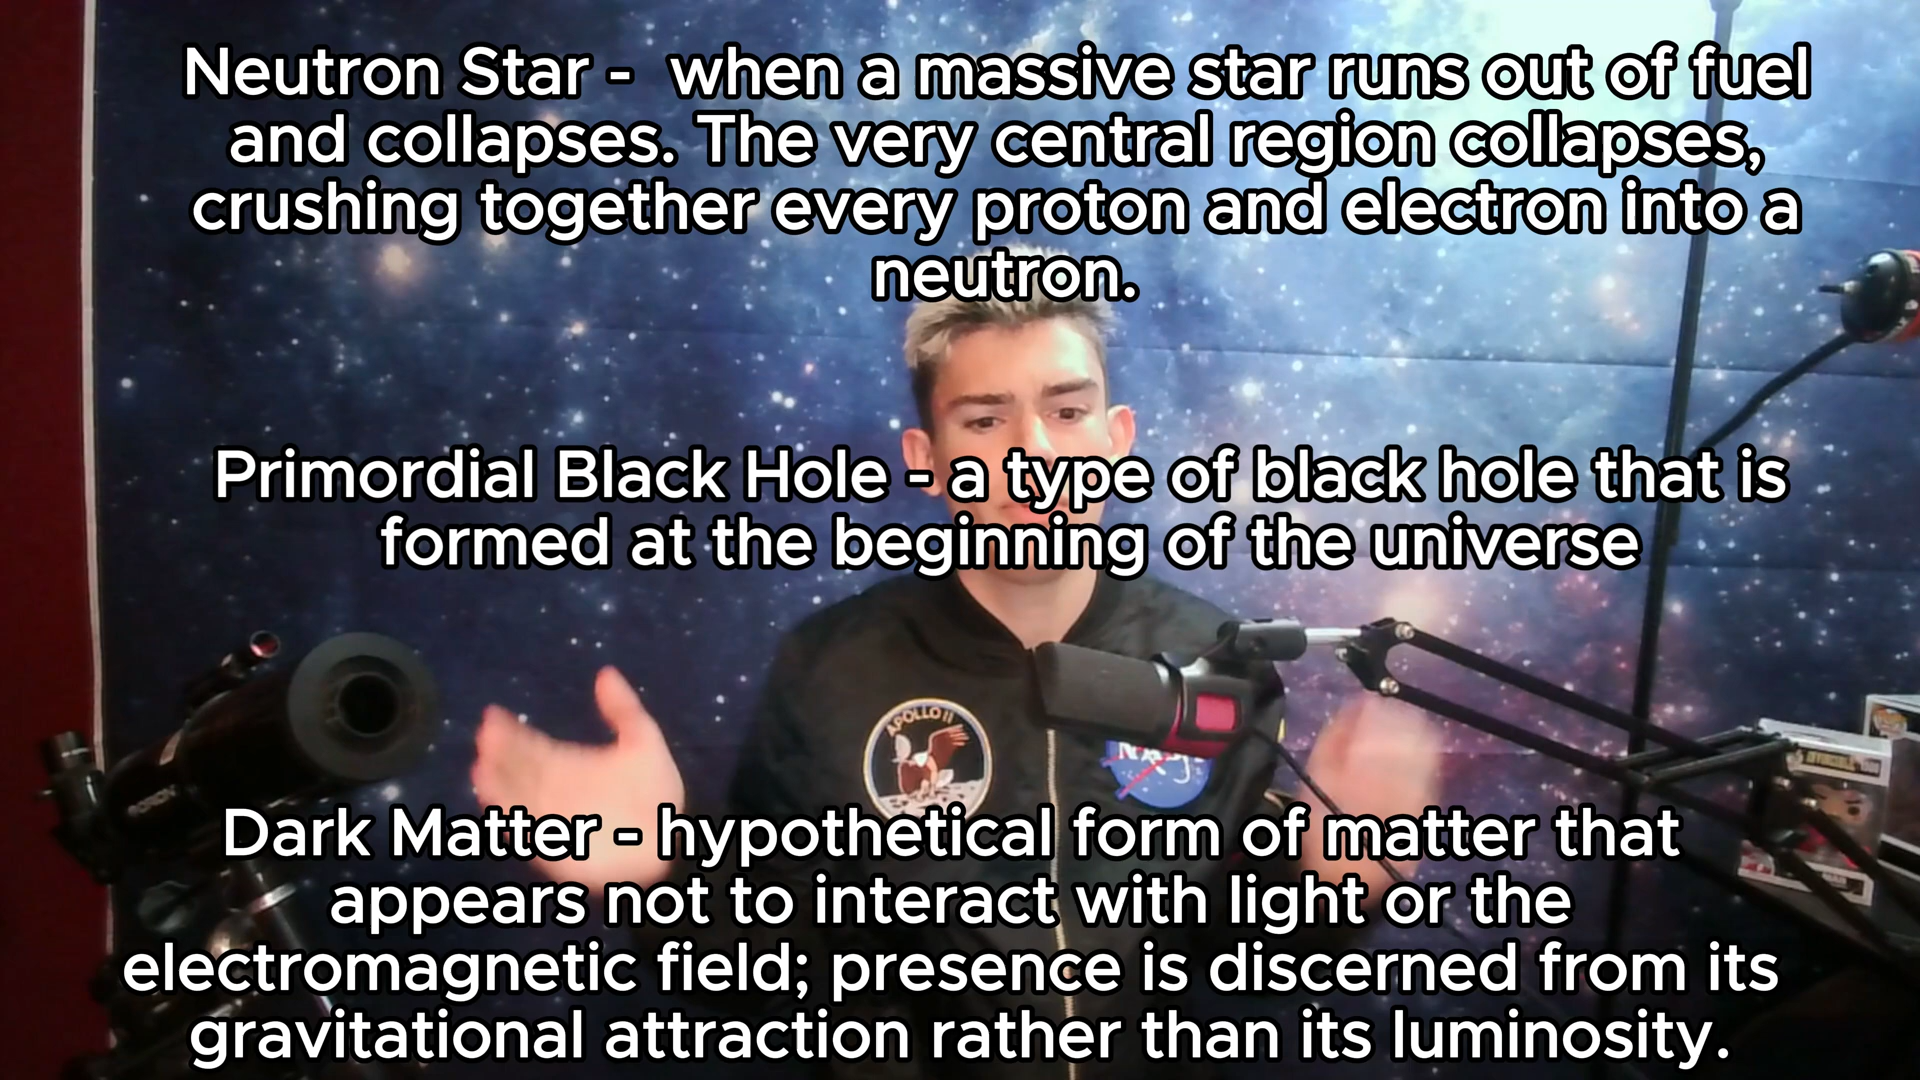 Neutron Star - when a massive star runs out of fuel
and collapses. The very central region collapses,
crushing together every proton and electron into a
neutron.
Primordial Black Hole - a type of black hole that is
formed at the beginning of the universe
APOLLO 11
NASA
Dark Matter - hypothetical form of matter that
appears not to interact with light or the
electromagnetic field; presence is discerned from its
gravitational attraction rather than its luminosity.